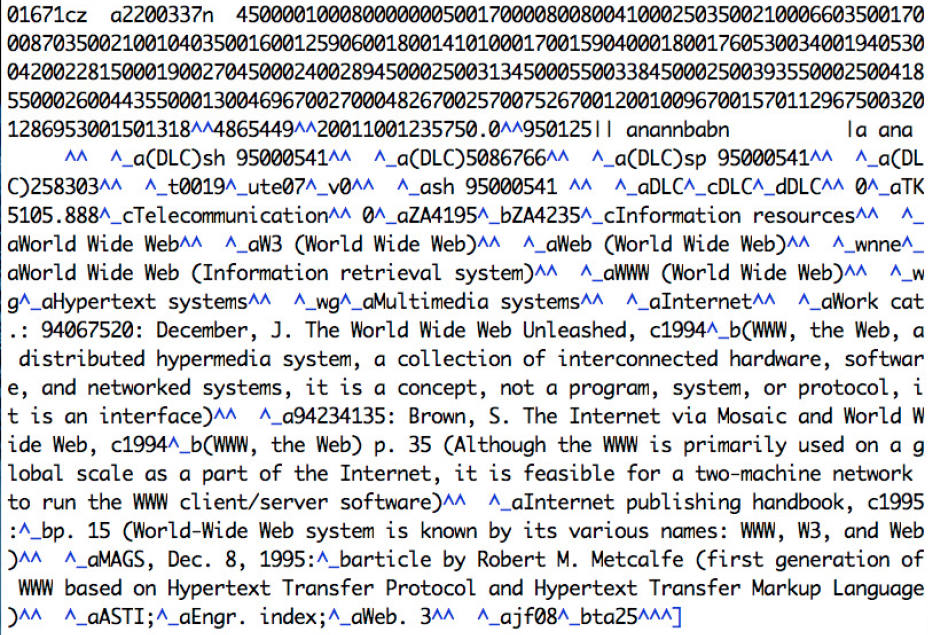 01671cz  a2200337n  4500001000800000005001700008008004100025035002100066035001700
0870350021001040350016001259060018001410100017001590400018001760530034001940530
0420022815000190027045000240028945000250031345000550033845000250039355000250041
8
55000260044355000130046967000270004826700257007526700120010096700157011296750032
0
1286953001501318^^4865449^^20011001235750.0^^950125|| anannbabn          |a ana
     ^^  ^_a(DLC)sh 95000541^^  ^_a(DLC)5086766^^  ^_a(DLC)sp 95000541^^  ^_a(DL
C)258303^^  ^_t0019^_ute07^_v0^^  ^_ash 95000541 ^^  ^_aDLC^_cDLC^_dDLC^^ 0^_aTK
5105.888^_cTelecommunication^^ 0^_aZA4195^_bZA4235^_cInformation resources^^  ^_
aWorld Wide Web^^  ^_aW3 (World Wide Web)^^  ^_aWeb (World Wide Web)^^  ^_wnne^_
aWorld Wide Web (Information retrieval system)^^  ^_aWWW (World Wide Web)^^  ^_w
g^_aHypertext systems^^  ^_wg^_aMultimedia systems^^  ^_aInternet^^  ^_aWork cat
.: 94067520: December, J. The World Wide Web Unleashed, c1994^_b(WWW, the Web, a
 distributed hypermedia system, a collection of interconnected hardware, softwar
e, and networked systems, it is a concept, not a program, system, or protocol, i
t is an interface)^^  ^_a94234135: Brown, S. The Internet via Mosaic and World W
ide Web, c1994^_b(WWW, the Web) p. 35 (Although the WWW is primarily used on a g
lobal scale as a part of the Internet, it is feasible for a two-machine network 
to run the WWW client/server software)^^  ^_aInternet publishing handbook, c1995
:^_bp. 15 (World-Wide Web system is known by its various names: WWW, W3, and Web
)^^  ^_aMAGS, Dec. 8, 1995:^_barticle by Robert M. Metcalfe (first generation of
 WWW based on Hypertext Transfer Protocol and Hypertext Transfer Markup Language
)^^  ^_aASTI;^_aEngr. index;^_aWeb. 3^^  ^_ajf08^_bta25^^^]